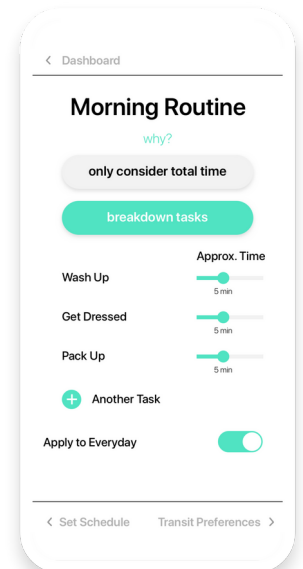 Dashboard
Morning Routine
why?
only consider total time
breakdown tasks
Approx. Time
Wash Up
5 min
Get Dressed
5 min
Pack Up
5 min
Another Task
Apply to Everyday
Set Schedule Transit Preferences